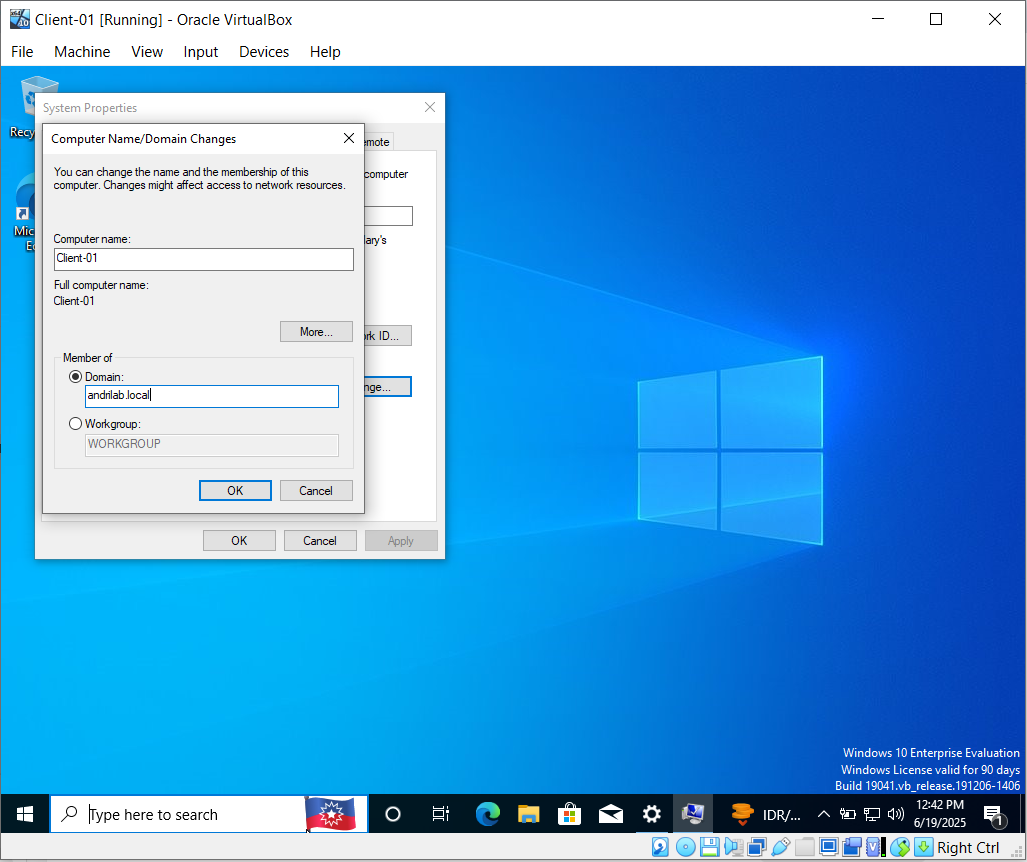 Client-01 [Running] - Oracle VirtualBox
File Machine View Input Devices Help
System Properties
Computer Name/Domain Changes
emote
You can change the name and the membership of this
computer. Changes might affect access to network resources.
computer
Computer name:
ary's
Client-01
Full computer name:
Client-01
More...
rk ID...
Member of
Domain:
nge...
andrilab.local
Workgroup:
WORKGROUP
OK Cancel
OK Cancel Apply
Recy
Mic
Ed
Windows 10 Enterprise Evaluation
Windows License valid for 90 days
Build 19041.vb_release.191206-1406
Type here to search
IDR/...
12:42 PM
6/19/2025
1
Right Ctrl